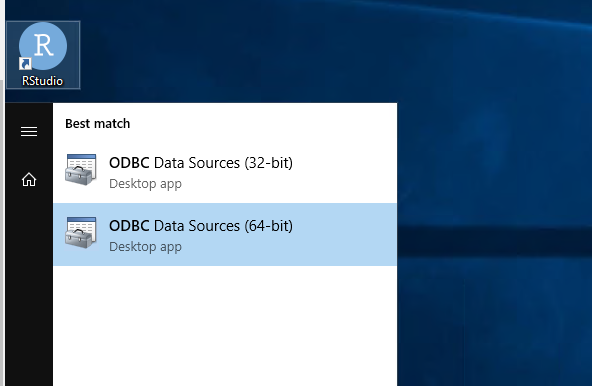 R
RStudio
Best match
ODBC Data Sources (32-bit)
Desktop app
ODBC Data Sources (64-bit)
Desktop app